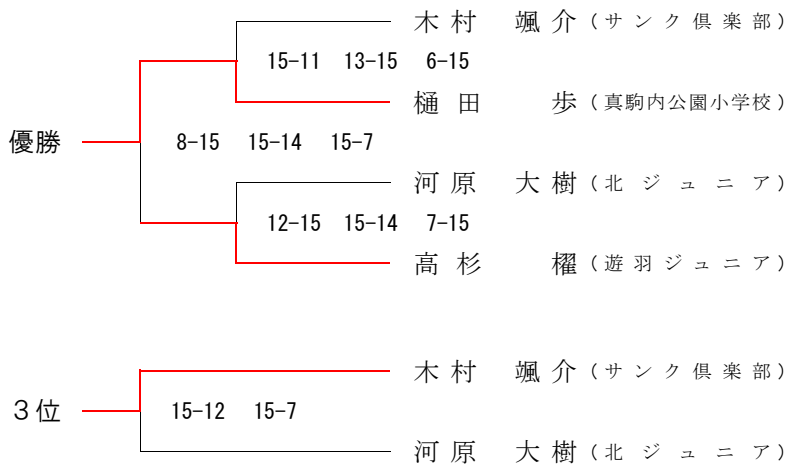 木村 颯介（サンク倶楽部）
15-11 13-15 6-15
樋田 歩（真駒内公園小学校）
優勝 8-15 15-14 15-7
河原 大樹（北ジュニア）
12-15 15-14 7-15
高杉 櫂（遊羽ジュニア）
木村 颯介（サンク倶楽部）
３位 15-12 15-7
河原 大樹（北ジュニア）